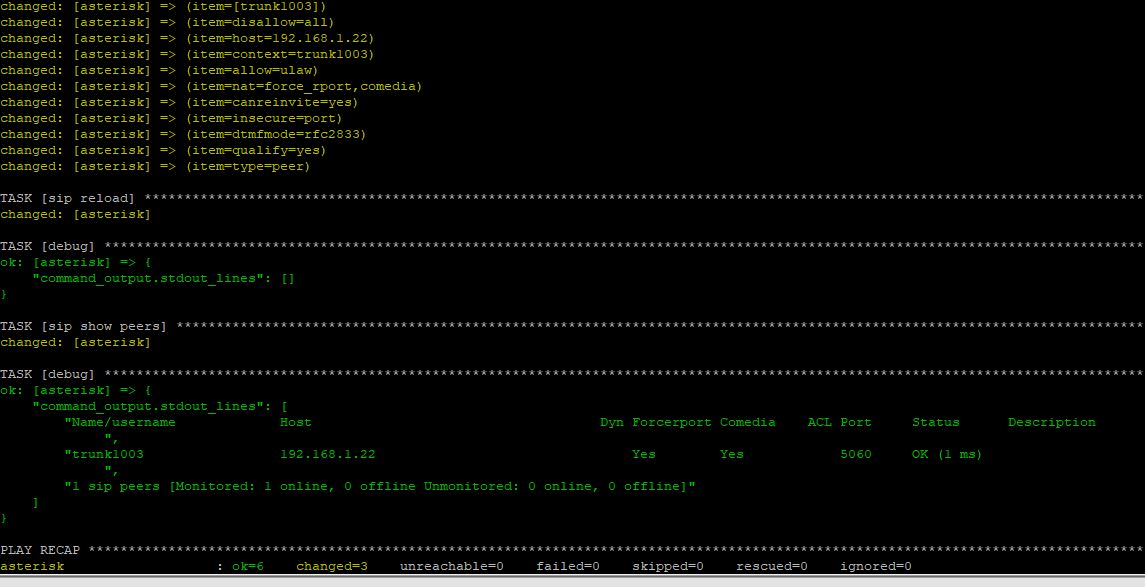 changed: [asterisk] => (item=[trunk1003])
changed: [asterisk] => (item=disallow=all)
changed: [asterisk] => (item=host=192.168.1.22)
changed: [asterisk] => (item=context=trunk1003)
changed: [asterisk] => (item=allow=ulaw)
changed: [asterisk] => (item=nat=force_rport,comedia)
changed: [asterisk] => (item=canreinvite=yes)
changed: [asterisk] => (item=insecure=port)
changed: [asterisk] => (item=dtmfmode=rfc2833)
changed: [asterisk] => (item=qualify=yes)
changed: [asterisk] => (item=type=peer)
TASK [sip reload] *****************************************************************************************************************************
changed: [asterisk]
TASK [debug] **********************************************************************************************************************************
ok: [asterisk] => {
    "command_output.stdout_lines": []
}
TASK [sip show peers] *************************************************************************************************************************
changed: [asterisk]
TASK [debug] **********************************************************************************************************************************
ok: [asterisk] => {
    "command_output.stdout_lines": [
        "Name/username             Host                                    Dyn Forcerport Comedia    ACL Port     Status      Description
             ",
        "trunk1003                 192.168.1.22                                Yes        Yes            5060     OK (1 ms)
             ",
        "1 sip peers [Monitored: 1 online, 0 offline Unmonitored: 0 online, 0 offline]"
    ]
}
PLAY RECAP ************************************************************************************************************************************
asterisk                   : ok=6    changed=3    unreachable=0    failed=0    skipped=0    rescued=0    ignored=0